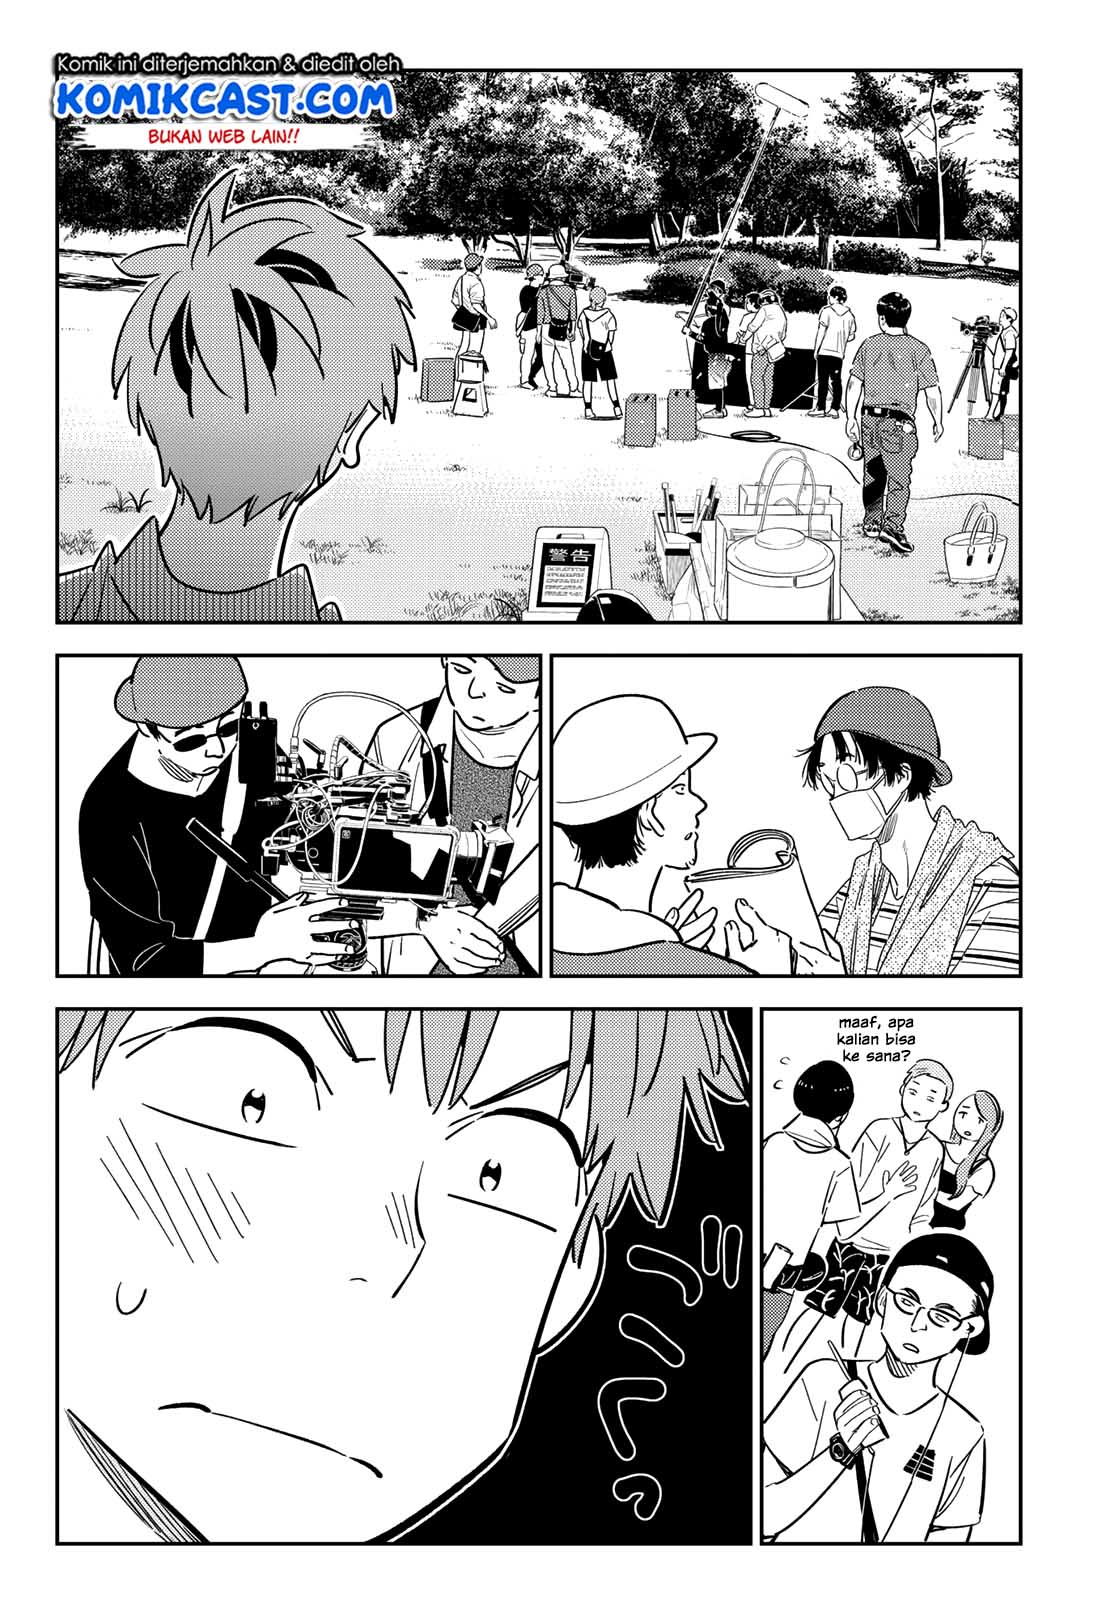 Komik ini diterjemahkan & diedit oleh
KOMIKCAST.COM
BUKAN WEB LAIN!!
警告
maaf, apa
kalian bisa
ke sana?